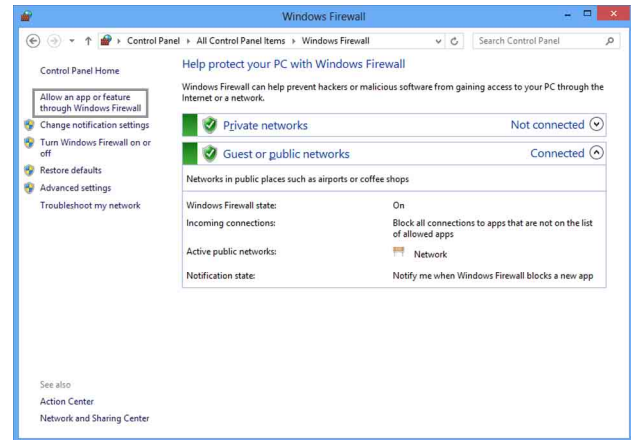 Windows Firewall
Control Panel ▸ All Control Panel Items ▸ Windows Firewall
Search Control Panel
Control Panel Home
Allow an app or feature
through Windows Firewall
Change notification settings
Turn Windows Firewall on or
off
Restore defaults
Advanced settings
Troubleshoot my network
See also
Action Center
Network and Sharing Center
Help protect your PC with Windows Firewall
Windows Firewall can help prevent hackers or malicious software from gaining access to your PC through the
Internet or a network.
Private networks Not connected
Guest or public networks Connected
Networks in public places such as airports or coffee shops
Windows Firewall state: On
Incoming connections: Block all connections to apps that are not on the list
of allowed apps
Active public networks: Network
Notification state: Notify me when Windows Firewall blocks a new app